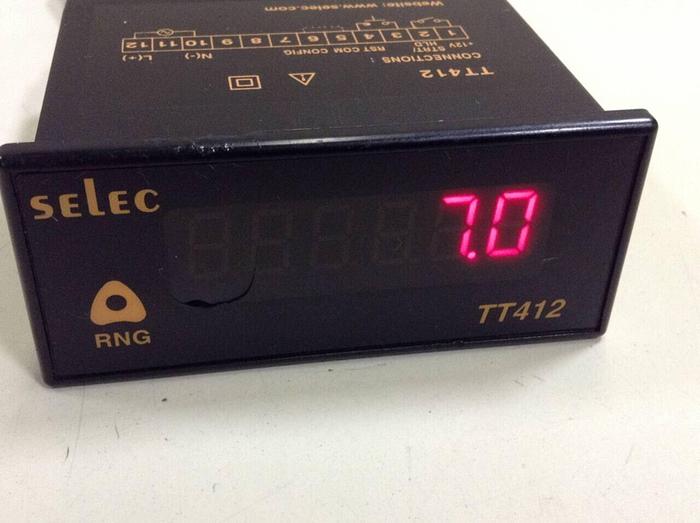 Website: www.selec.com
12 11 10 9 8 7 6 5 4 3 2 1
L(+) N(-) RST COM CONFIG +12V STRT/
HLD
CONNECTIONS :
TT412
selec
7.0
RNG
TT412